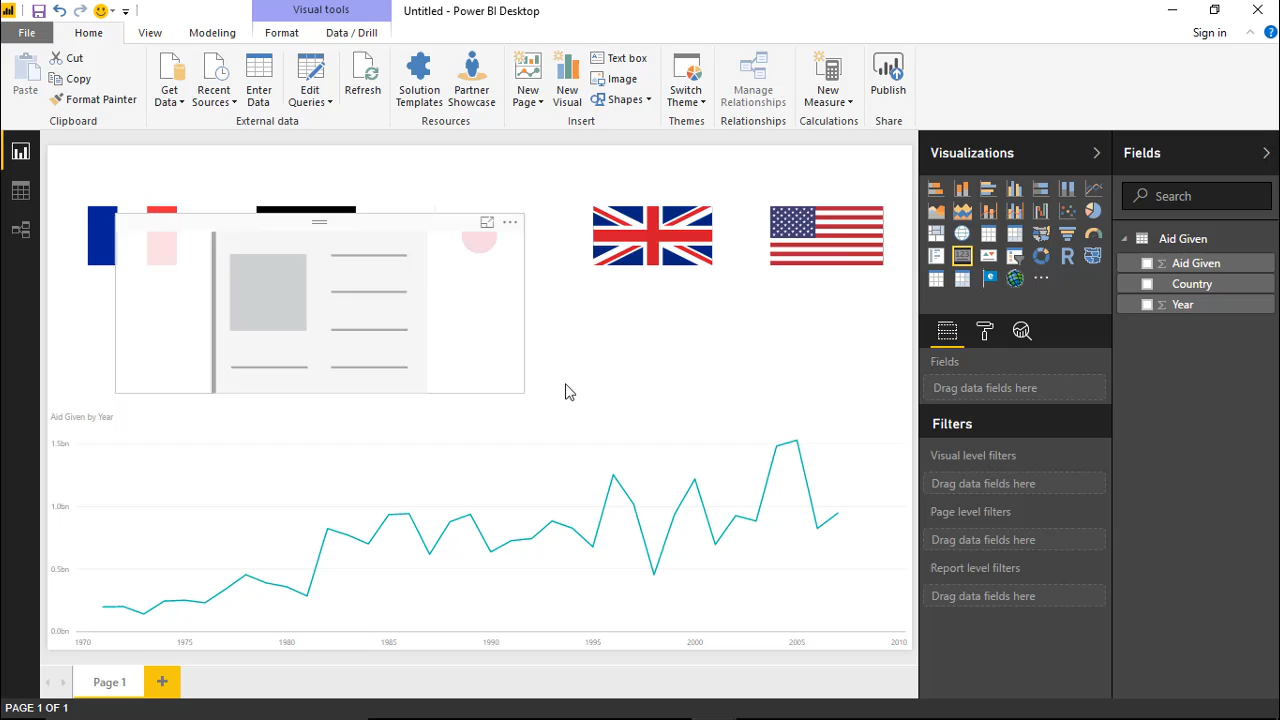 Visual tools
Untitled - Power BI Desktop
File
Home
View
Modeling
Format
Data / Drill
Sign in
Paste
Cut
Copy
Format Painter
Clipboard
Get Data
Recent Sources
Enter Data
Edit Queries
Refresh
External data
Solution Templates
Partner Showcase
Resources
New Page
New Visual
Text box
Image
Shapes
Insert
Switch Theme
Themes
Manage Relationships
Relationships
New Measure
Calculations
Publish
Share
Aid Given by Year
1.5bn
1.0bn
0.5bn
0.0bn
1970 1975 1980 1985 1990 1995 2000 2005 2010
Visualizations
R
123
Fields
Drag data fields here
Filters
Visual level filters
Drag data fields here
Page level filters
Drag data fields here
Report level filters
Drag data fields here
Fields
Search
Aid Given
Σ Aid Given
Country
Σ Year
Page 1
PAGE 1 OF 1